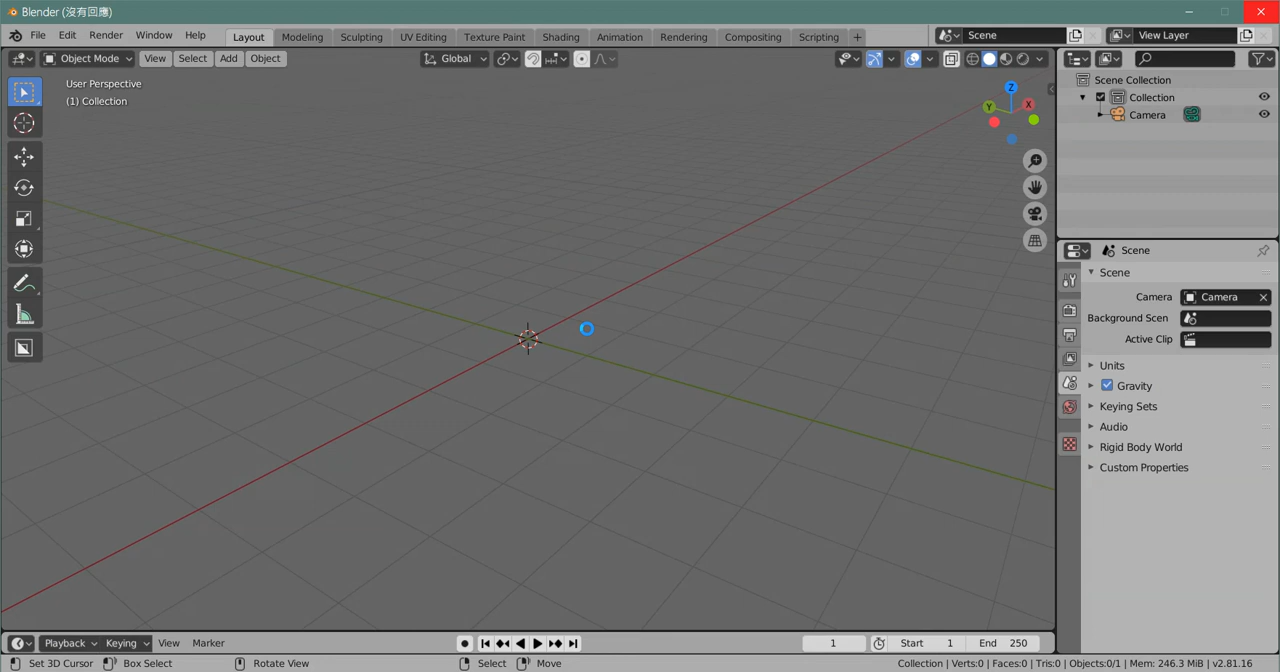 Blender (沒有回應)
File Edit Render Window Help Layout Modeling Sculpting UV Editing Texture Paint Shading Animation Rendering Compositing Scripting + Scene View Layer
Object Mode View Select Add Object Global
User Perspective
(1) Collection
Z
Y X
Scene Collection
Collection
Camera
Scene
Scene
Camera Camera
Background Scen
Active Clip
Units
Gravity
Keying Sets
Audio
Rigid Body World
Custom Properties
Playback Keying View Marker 1 Start 1 End 250
Set 3D Cursor Box Select Rotate View Select Move Collection | Verts:0 | Faces:0 | Tris:0 | Objects:0/1 | Mem: 246.3 MiB | v2.81.16